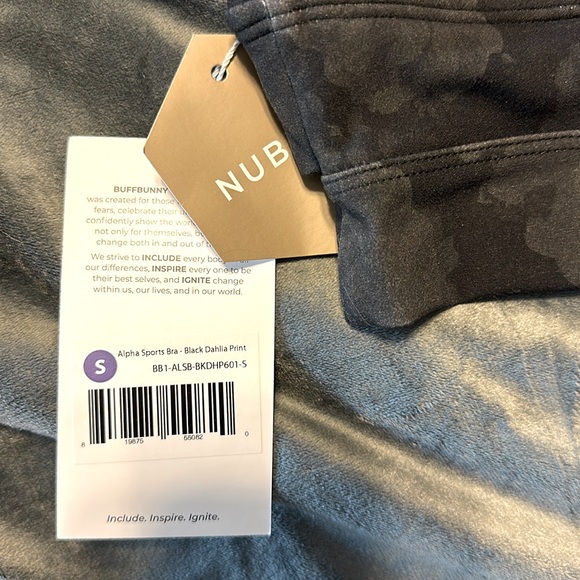 NUB
BUFFBUNNY
was created for those
fears, celebrate their
confidently show the
not only for themselves,
change both in and out of
We strive to INCLUDE every
our differences, INSPIRE every one to be
their best selves, and IGNITE change
within us, our lives, and in our world.
S
Alpha Sports Bra - Black Dahlia Print
BB1-ALSB-BKDHP601-S
6 19875 55082 0
Include. Inspire. Ignite.